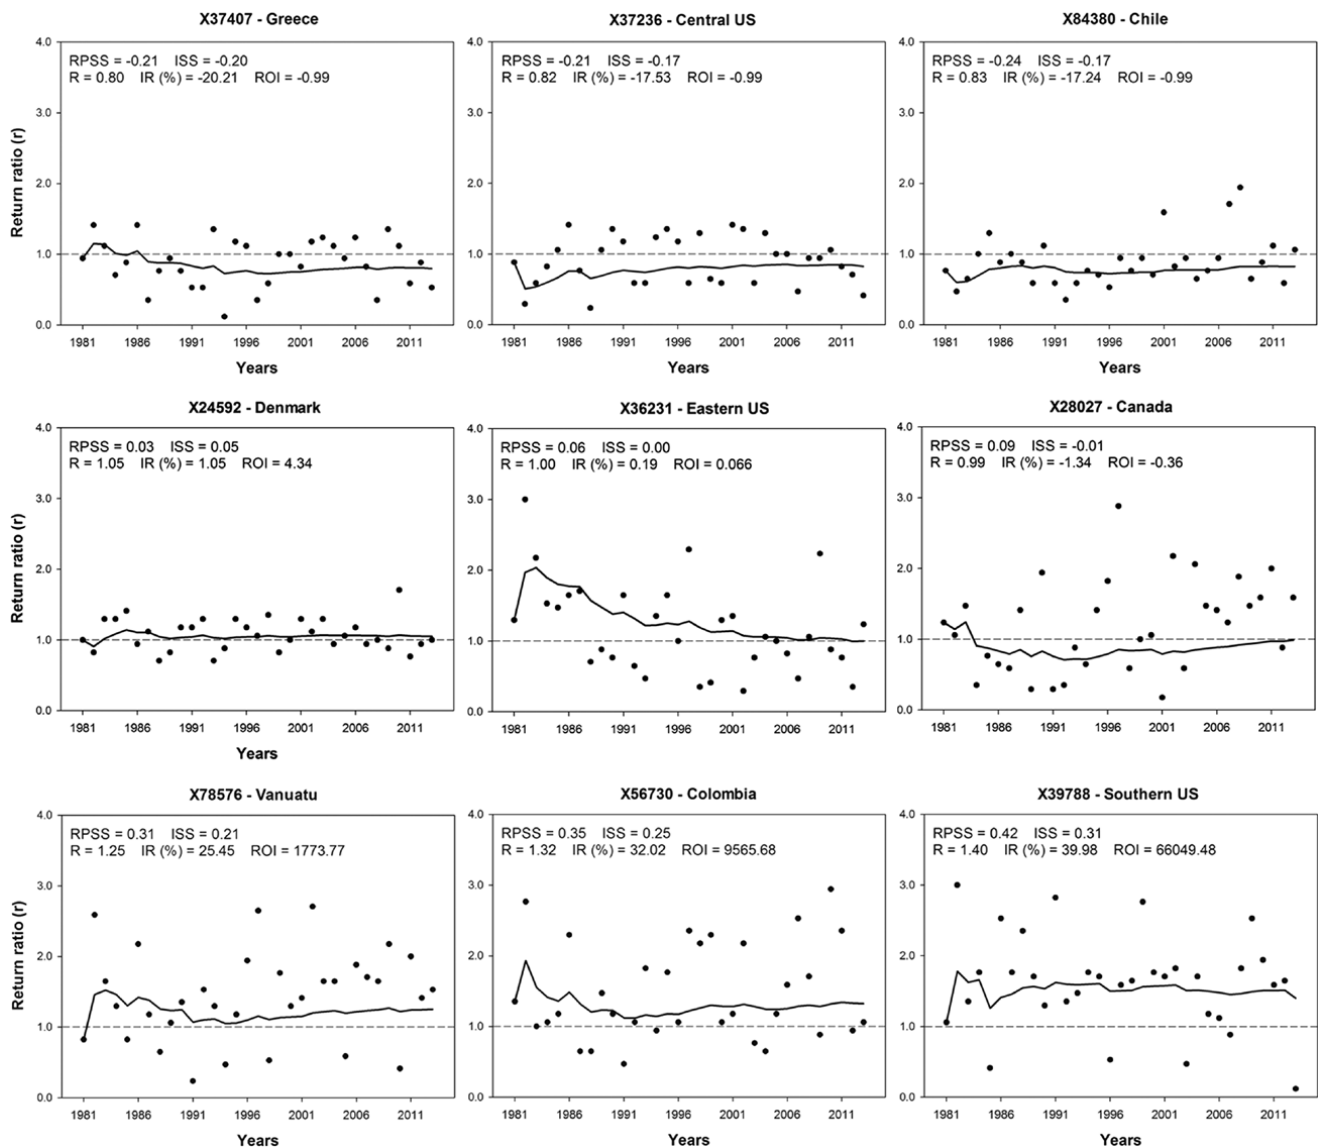 X37407 - Greece
RPSS = -0.21 ISS = -0.20
R = 0.80 IR (%) = -20.21 ROI = -0.99
Return ratio (r)
4.0
3.0
2.0
1.0
0.0
1981 1986 1991 1996 2001 2006 2011
Years
X37236 - Central US
RPSS = -0.21 ISS = -0.17
R = 0.82 IR (%) = -17.53 ROI = -0.99
4.0
3.0
2.0
1.0
0.0
1981 1986 1991 1996 2001 2006 2011
Years
X84380 - Chile
RPSS = -0.24 ISS = -0.17
R = 0.83 IR (%) = -17.24 ROI = -0.99
4.0
3.0
2.0
1.0
0.0
1981 1986 1991 1996 2001 2006 2011
Years
X24592 - Denmark
RPSS = 0.03 ISS = 0.05
R = 1.05 IR (%) = 1.05 ROI = 4.34
Return ratio (r)
4.0
3.0
2.0
1.0
0.0
1981 1986 1991 1996 2001 2006 2011
Years
X36231 - Eastern US
RPSS = 0.06 ISS = 0.00
R = 1.00 IR (%) = 0.19 ROI = 0.066
4.0
3.0
2.0
1.0
0.0
1981 1986 1991 1996 2001 2006 2011
Years
X28027 - Canada
RPSS = 0.09 ISS = -0.01
R = 0.99 IR (%) = -1.34 ROI = -0.36
4.0
3.0
2.0
1.0
0.0
1981 1986 1991 1996 2001 2006 2011
Years
X78576 - Vanuatu
RPSS = 0.31 ISS = 0.21
R = 1.25 IR (%) = 25.45 ROI = 1773.77
Return ratio (r)
4.0
3.0
2.0
1.0
0.0
1981 1986 1991 1996 2001 2006 2011
Years
X56730 - Colombia
RPSS = 0.35 ISS = 0.25
R = 1.32 IR (%) = 32.02 ROI = 9565.68
4.0
3.0
2.0
1.0
0.0
1981 1986 1991 1996 2001 2006 2011
Years
X39788 - Southern US
RPSS = 0.42 ISS = 0.31
R = 1.40 IR (%) = 39.98 ROI = 66049.48
4.0
3.0
2.0
1.0
0.0
1981 1986 1991 1996 2001 2006 2011
Years